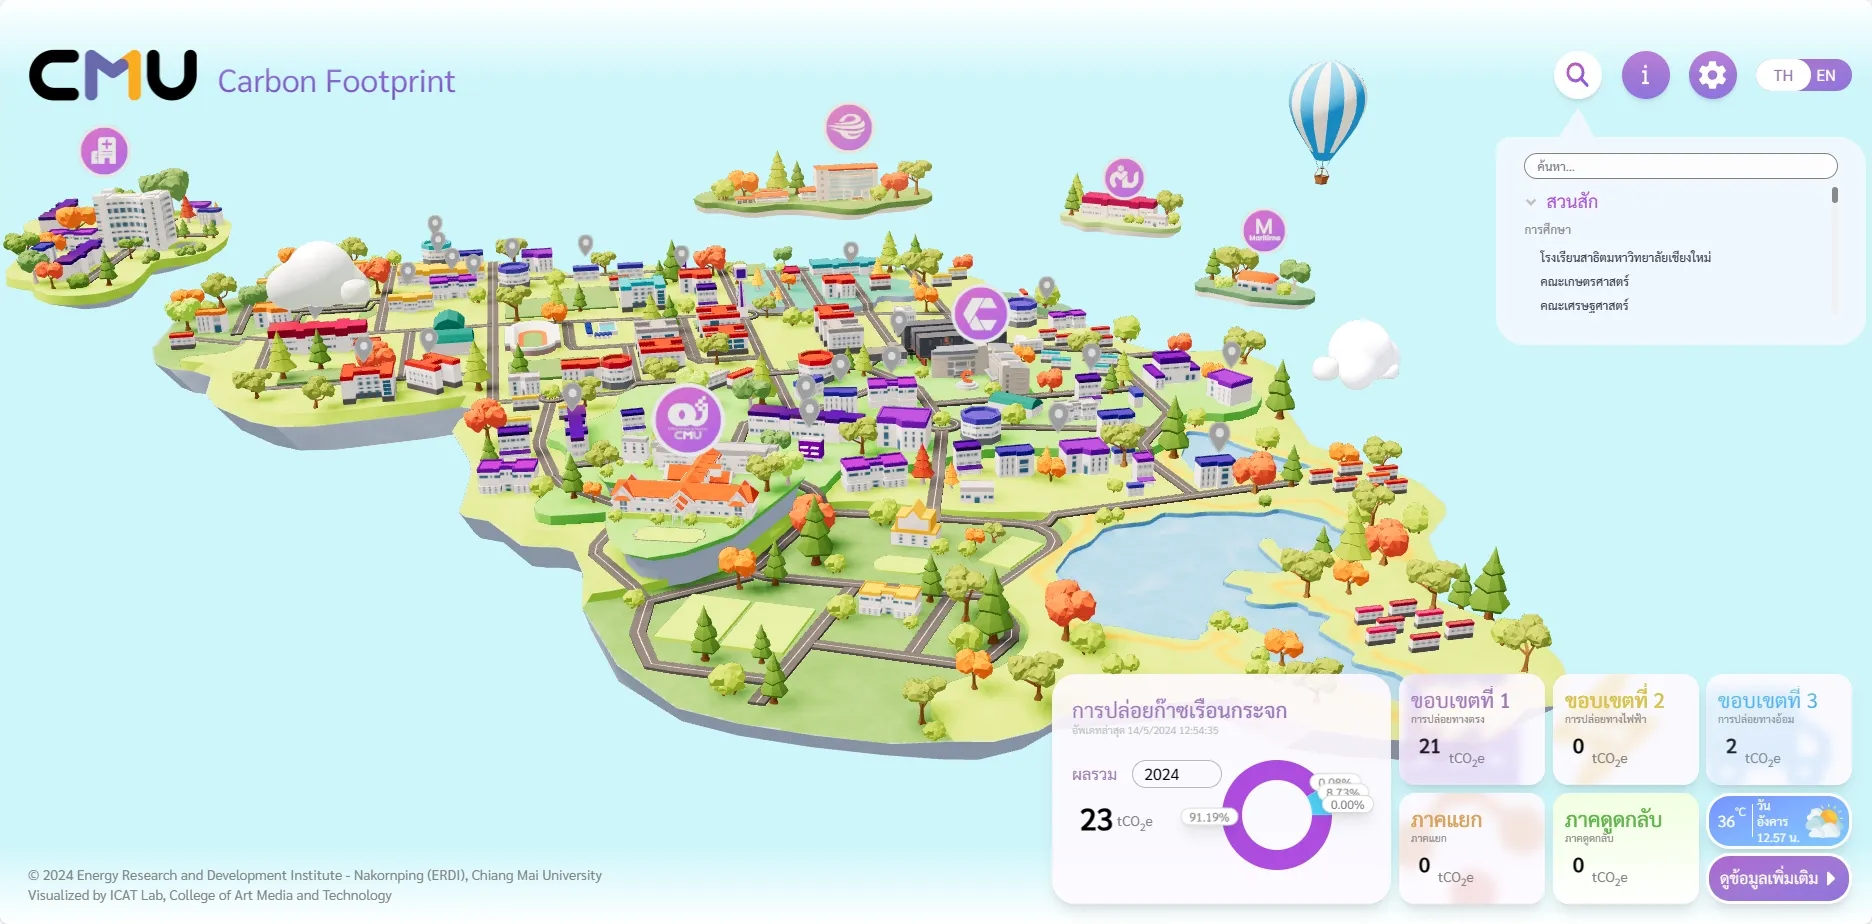 CMU Carbon Footprint
TH EN
ค้นหา...
สวนสัก
การศึกษา
โรงเรียนสาธิตมหาวิทยาลัยเชียงใหม่
คณะเกษตรศาสตร์
คณะเศรษฐศาสตร์
M
Maritime
CMU
การปล่อยก๊าซเรือนกระจก
อัพเดทล่าสุด 14/5/2024 12:54:35
ผลรวม 2024
23 tCO2e
0.08%
8.73%
0.00%
91.19%
ขอบเขตที่ 1
การปล่อยทางตรง
21 tCO2e
ขอบเขตที่ 2
การปล่อยทางไฟฟ้า
0 tCO2e
ขอบเขตที่ 3
การปล่อยทางอ้อม
2 tCO2e
ภาคแยก
ภาคแยก
0 tCO2e
ภาคดูดกลับ
ภาคดูดกลับ
0 tCO2e
36 °C
วัน
อังคาร
12.57 น.
ดูข้อมูลเพิ่มเติม
© 2024 Energy Research and Development Institute - Nakornping (ERDI), Chiang Mai University
Visualized by ICAT Lab, College of Art Media and Technology